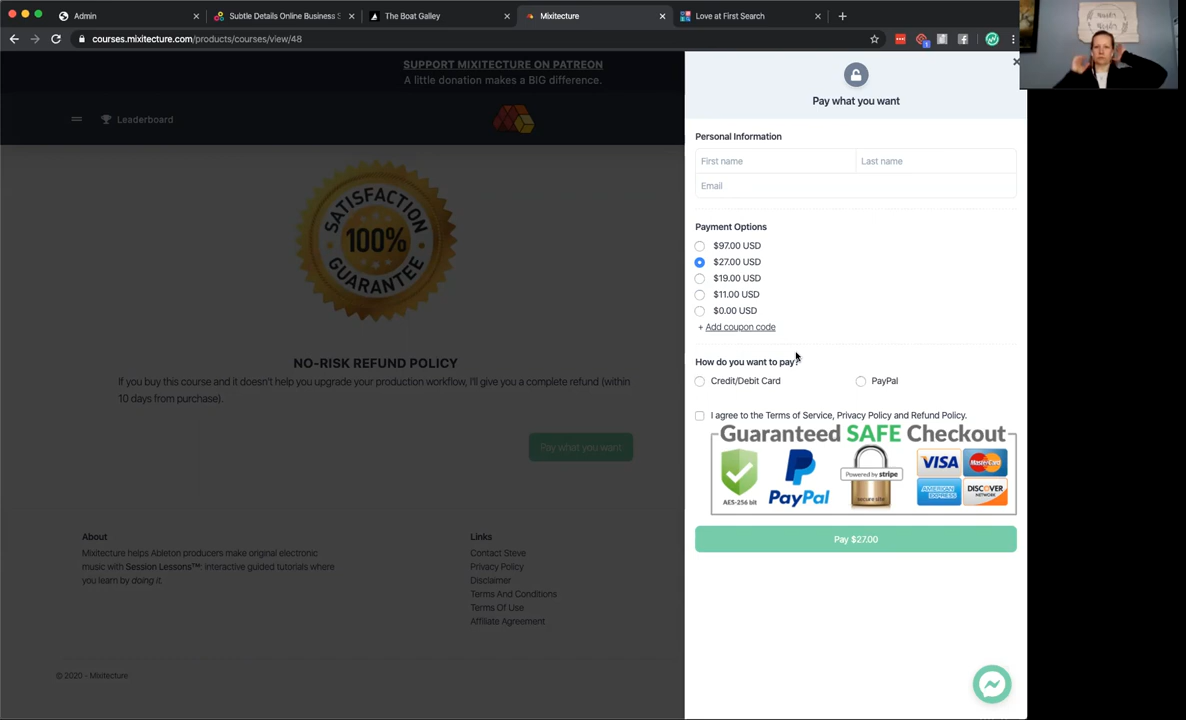 Admin
Subtle Details Online Business S
The Boat Galley
Mixitecture
Love at First Search
courses.mixitecture.com/products/courses/view/48
SUPPORT MIXITECTURE ON PATREON
A little donation makes a BIG difference.
Leaderboard
SATISFACTION
100%
GUARANTEE
NO-RISK REFUND POLICY
If you buy this course and it doesn't help you upgrade your production workflow, I'll give you a complete refund (within
10 days from purchase).
Pay what you want
About
Mixitecture helps Ableton producers make original electronic
music with Session Lessons™: interactive guided tutorials where
you learn by doing it.
Links
Contact Steve
Privacy Policy
Disclaimer
Terms And Conditions
Terms Of Use
Affiliate Agreement
© 2020 - Mixitecture
Pay what you want
Personal Information
First name
Last name
Email
Payment Options
$97.00 USD
$27.00 USD
$19.00 USD
$11.00 USD
$0.00 USD
+ Add coupon code
How do you want to pay?
Credit/Debit Card
PayPal
I agree to the Terms of Service, Privacy Policy and Refund Policy.
Guaranteed SAFE Checkout
AES-256 bit
PayPal
Powered by stripe
secure site
VISA
MasterCard
AMERICAN EXPRESS
DISCOVER
NETWORK
Pay $27.00